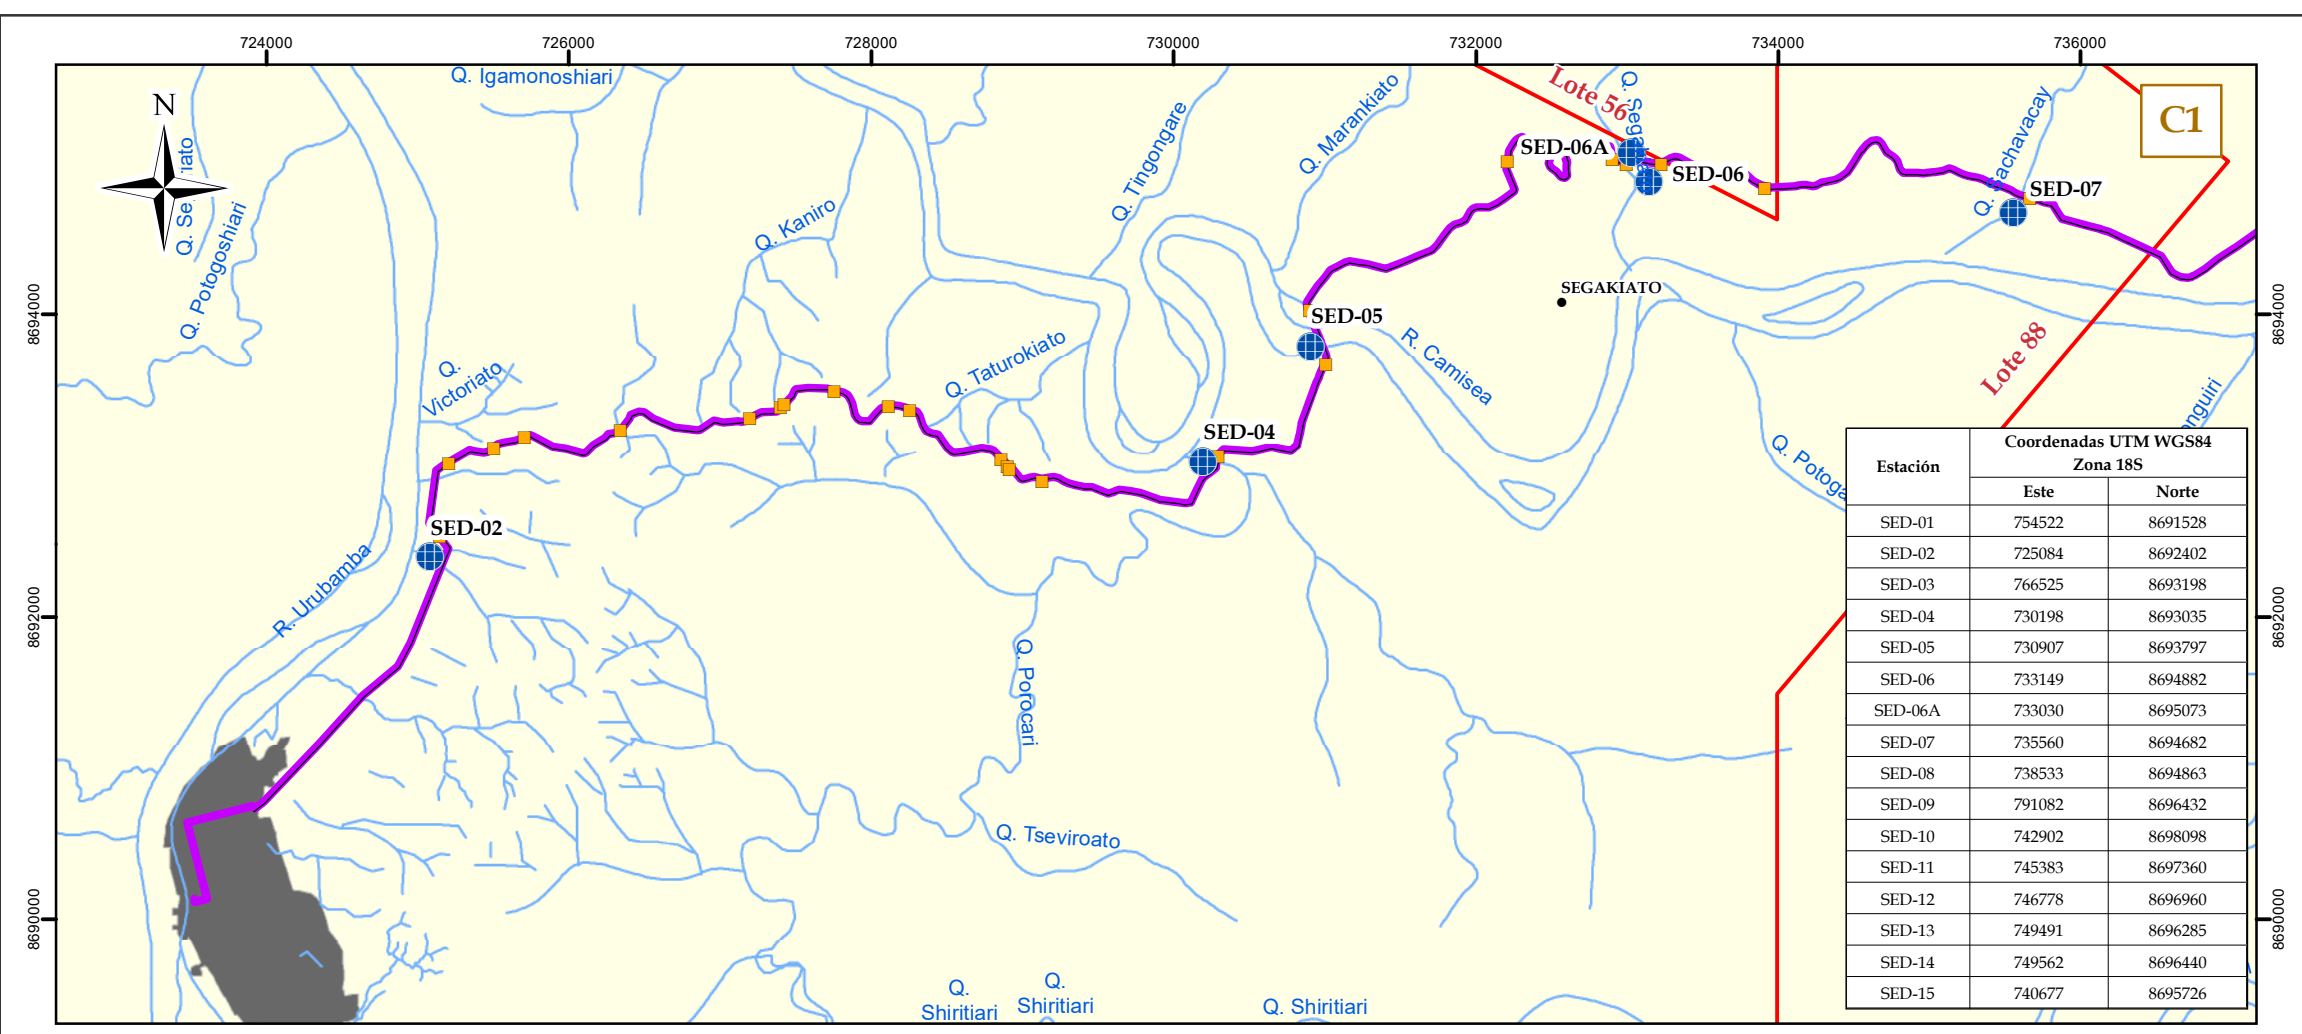 724000 726000 728000 730000 732000 734000 736000
Q. Igamonoshiari
N
Q. Potogoshiari
Q. Kaniro
Q. Tingongare
Q. Marankiato
Lote 56
C1
SED-06A
SED-06
Q. Sachavacay
SED-07
8694000
8694000
SEGAKIATO
SED-05
R. Camisea
Lote 88
Q.
Victoriato
Q. Taturokiato
SED-04
SED-02
R. Urubamba
8692000
8692000
Q. Porocari
Q. Tseviroato
8690000
8690000
Q.
Shiritiari
Q.
Shiritiari
Q. Shiritiari
Estación
Coordenadas UTM WGS84
Zona 18S
Este Norte
SED-01 754522 8691528
SED-02 725084 8692402
SED-03 766525 8693198
SED-04 730198 8693035
SED-05 730907 8693797
SED-06 733149 8694882
SED-06A 733030 8695073
SED-07 735560 8694682
SED-08 738533 8694863
SED-09 791082 8696432
SED-10 742902 8698098
SED-11 745383 8697360
SED-12 746778 8696960
SED-13 749491 8696285
SED-14 749562 8696440
SED-15 740677 8695726